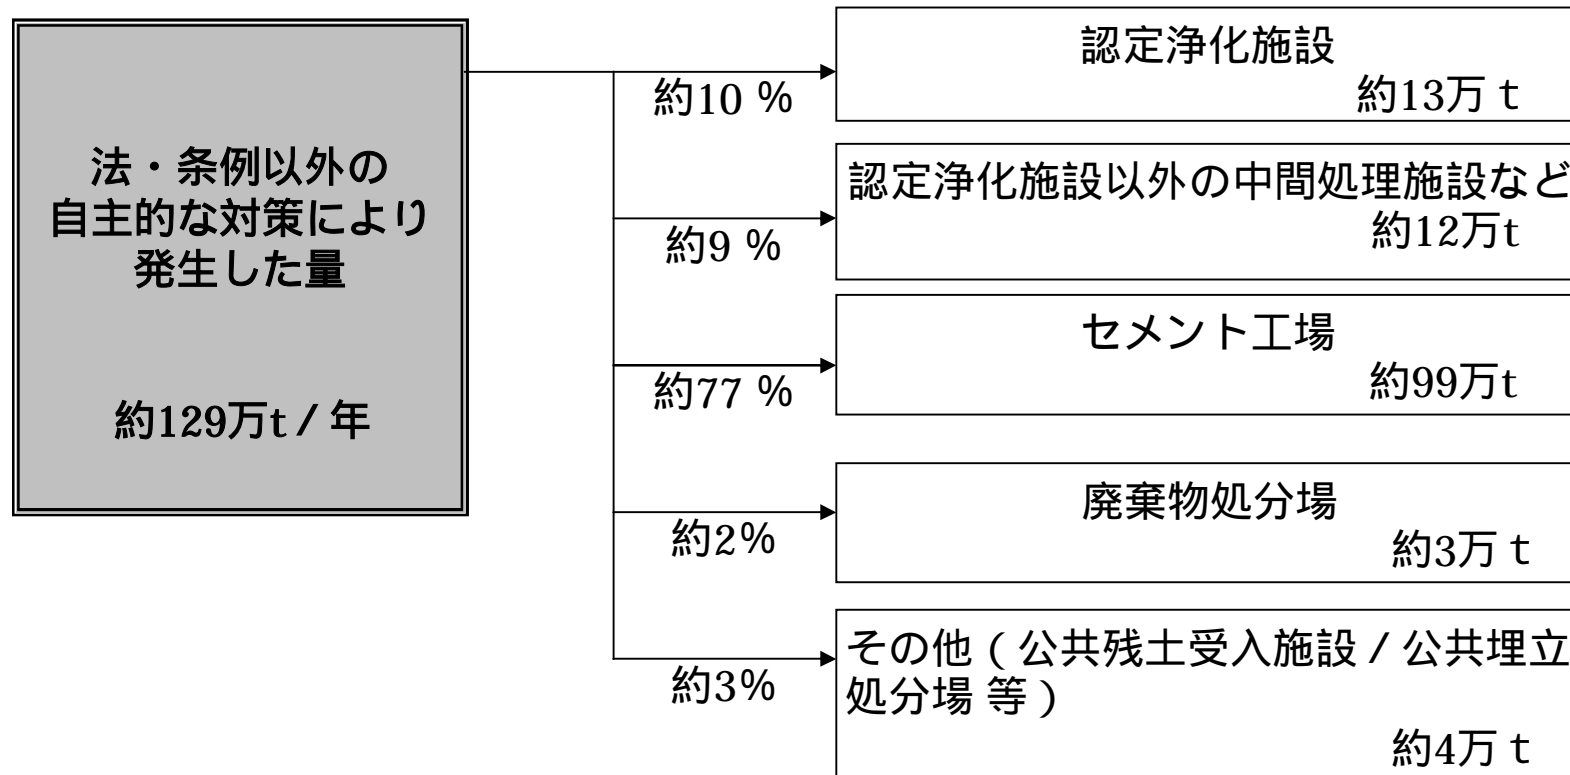 法・条例以外の
自主的な対策により
発生した量
約129万t／年
約10 %
認定浄化施設
約13万 t
約9 %
認定浄化施設以外の中間処理施設など
約12万t
約77 %
セメント工場
約99万t
約2%
廃棄物処分場
約3万 t
約3%
その他（公共残土受入施設／公共埋立
処分場 等）
約4万 t